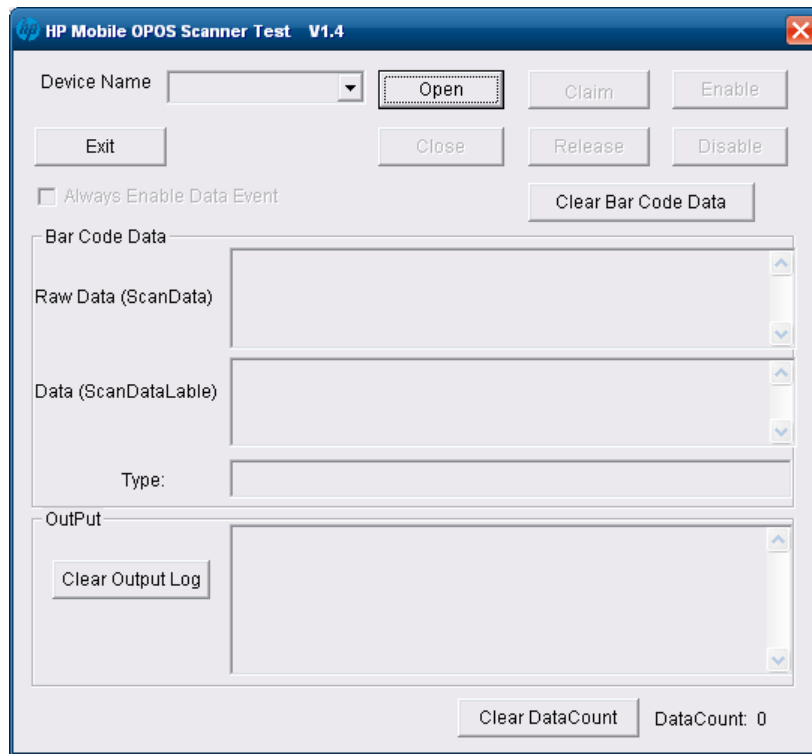 HP Mobile OPOS Scanner Test V1.4
Device Name Open Claim Enable
Exit Close Release Disable
Always Enable Data Event Clear Bar Code Data
Bar Code Data
Raw Data (ScanData)
Data (ScanDataLable)
Type:
OutPut
Clear Output Log
Clear DataCount DataCount: 0